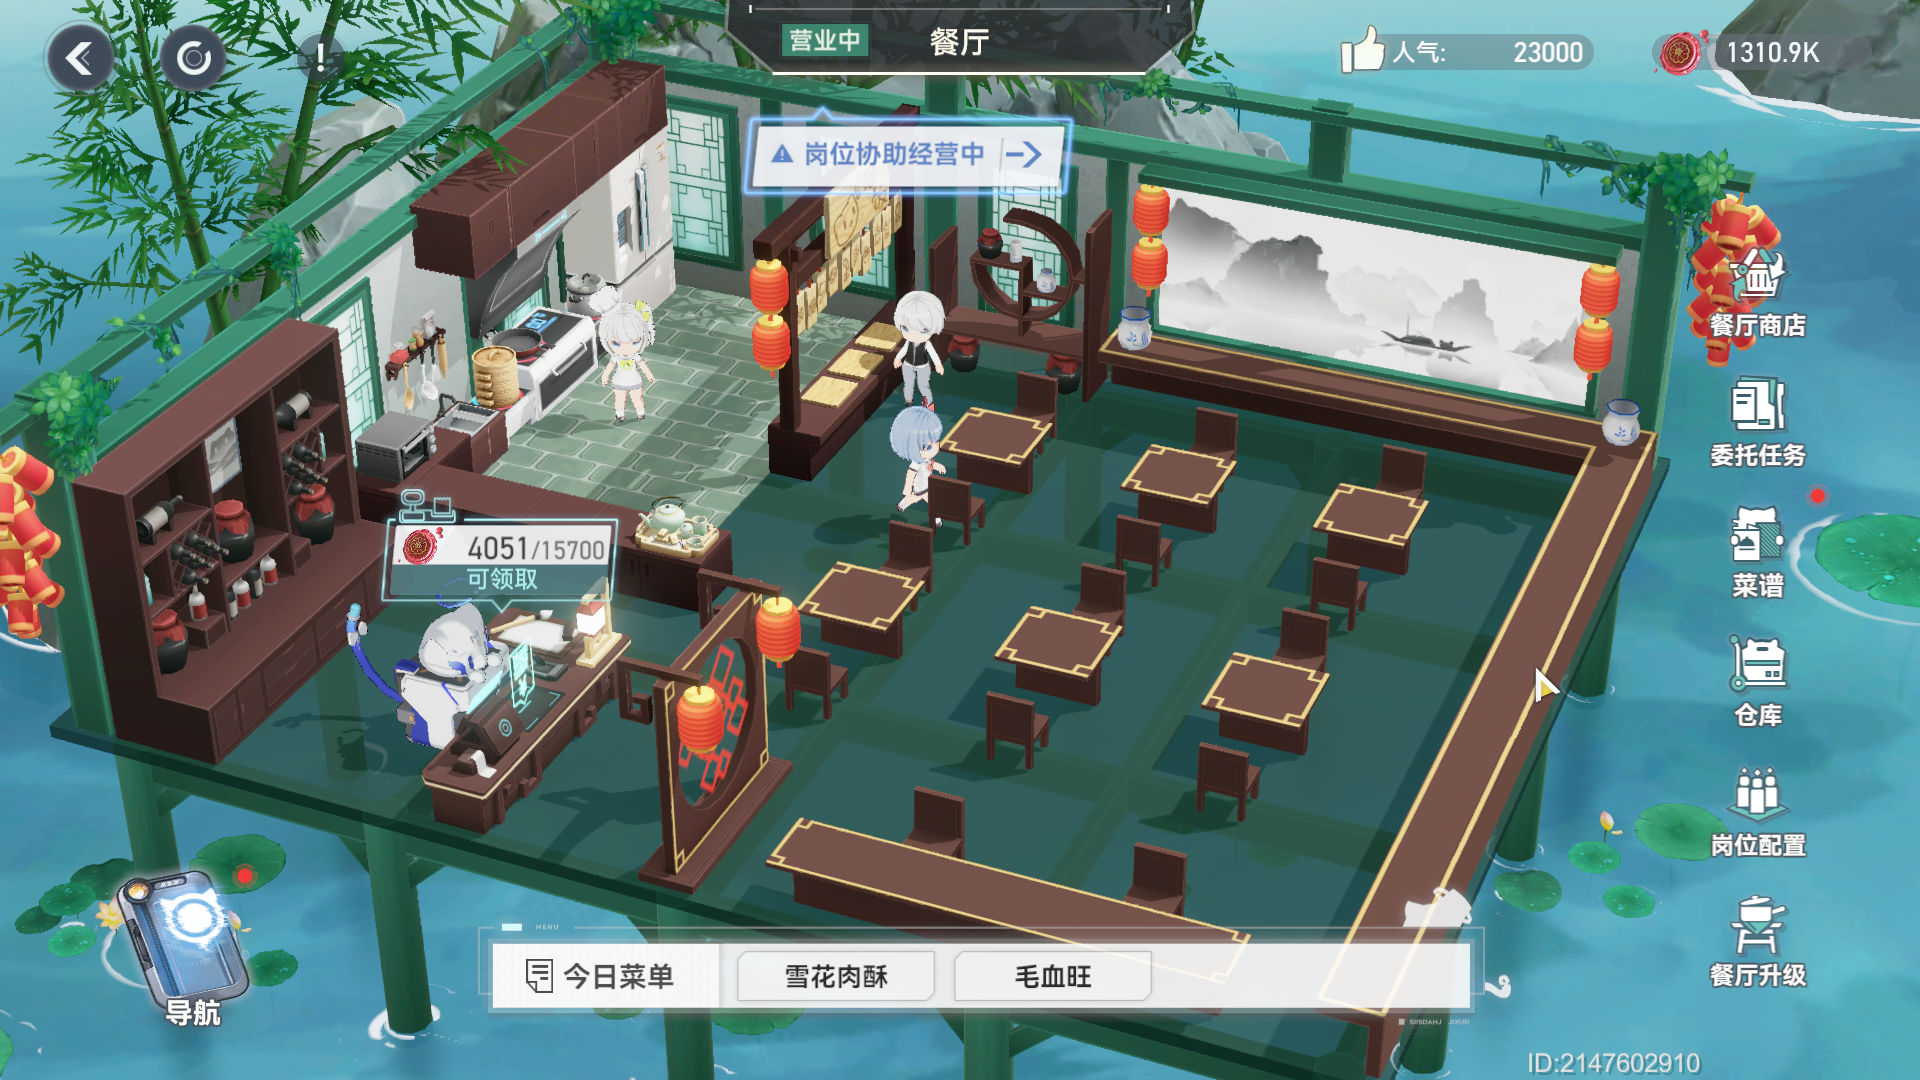 营业中
餐厅
人气:
23000
1310.9K
岗位协助经营中
餐厅商店
委托任务
菜谱
仓库
岗位配置
餐厅升级
4051/15700
可领取
导航
MENU
今日菜单
雪花肉酥
毛血旺
ID:2147602910